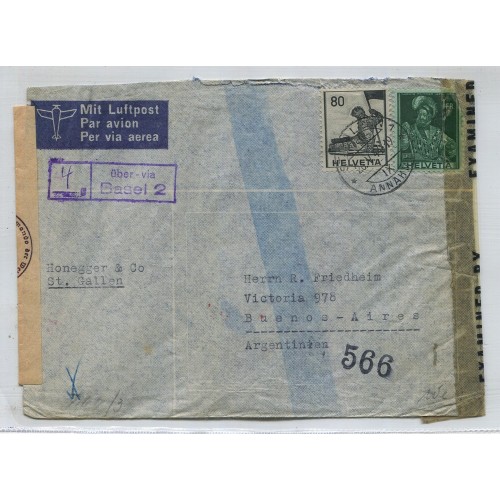 Mit Luftpost
Par avion
Per via aerea
über-via
Basel 2
4
80
HELVETIA
HELVETIA
ANNAH
EXAMINER
EXAMINED BY
Honegger & Co
St. Gallen
Herrn R. Friedheim
Victoria 978
Buenos-Aires
Argentinien
566